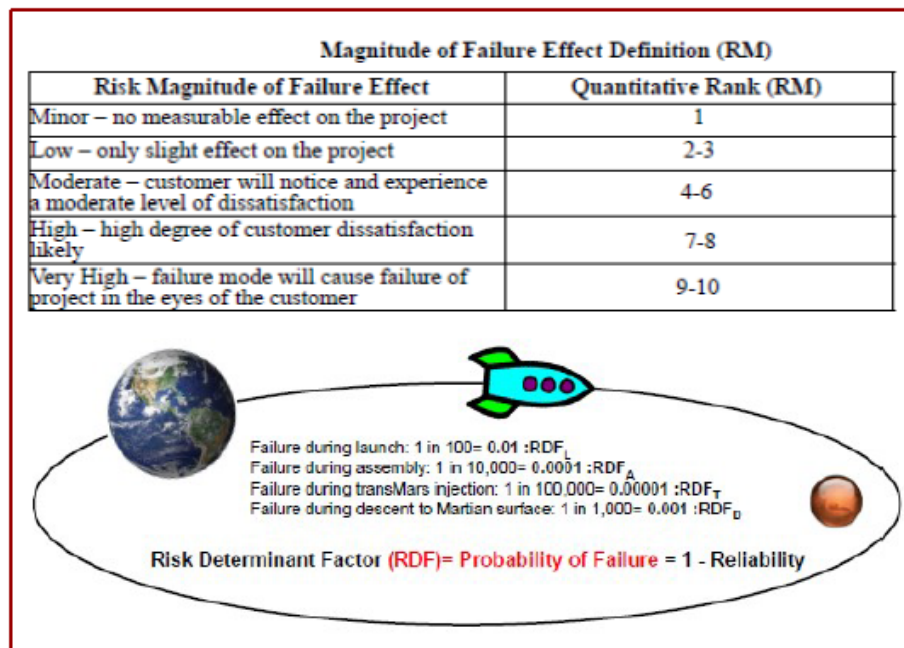 Magnitude of Failure Effect Definition (RM)
Risk Magnitude of Failure Effect Quantitative Rank (RM)
Minor – no measurable effect on the project 1
Low – only slight effect on the project 2-3
Moderate – customer will notice and experience
a moderate level of dissatisfaction 4-6
High – high degree of customer dissatisfaction
likely 7-8
Very High – failure mode will cause failure of
project in the eyes of the customer 9-10
Failure during launch: 1 in 100= 0.01 :RDF_L
Failure during assembly: 1 in 10,000= 0.0001 :RDF_A
Failure during transMars injection: 1 in 100,000= 0.00001 :RDF_T
Failure during descent to Martian surface: 1 in 1,000= 0.001 :RDF_D
Risk Determinant Factor (RDF)= Probability of Failure = 1 - Reliability